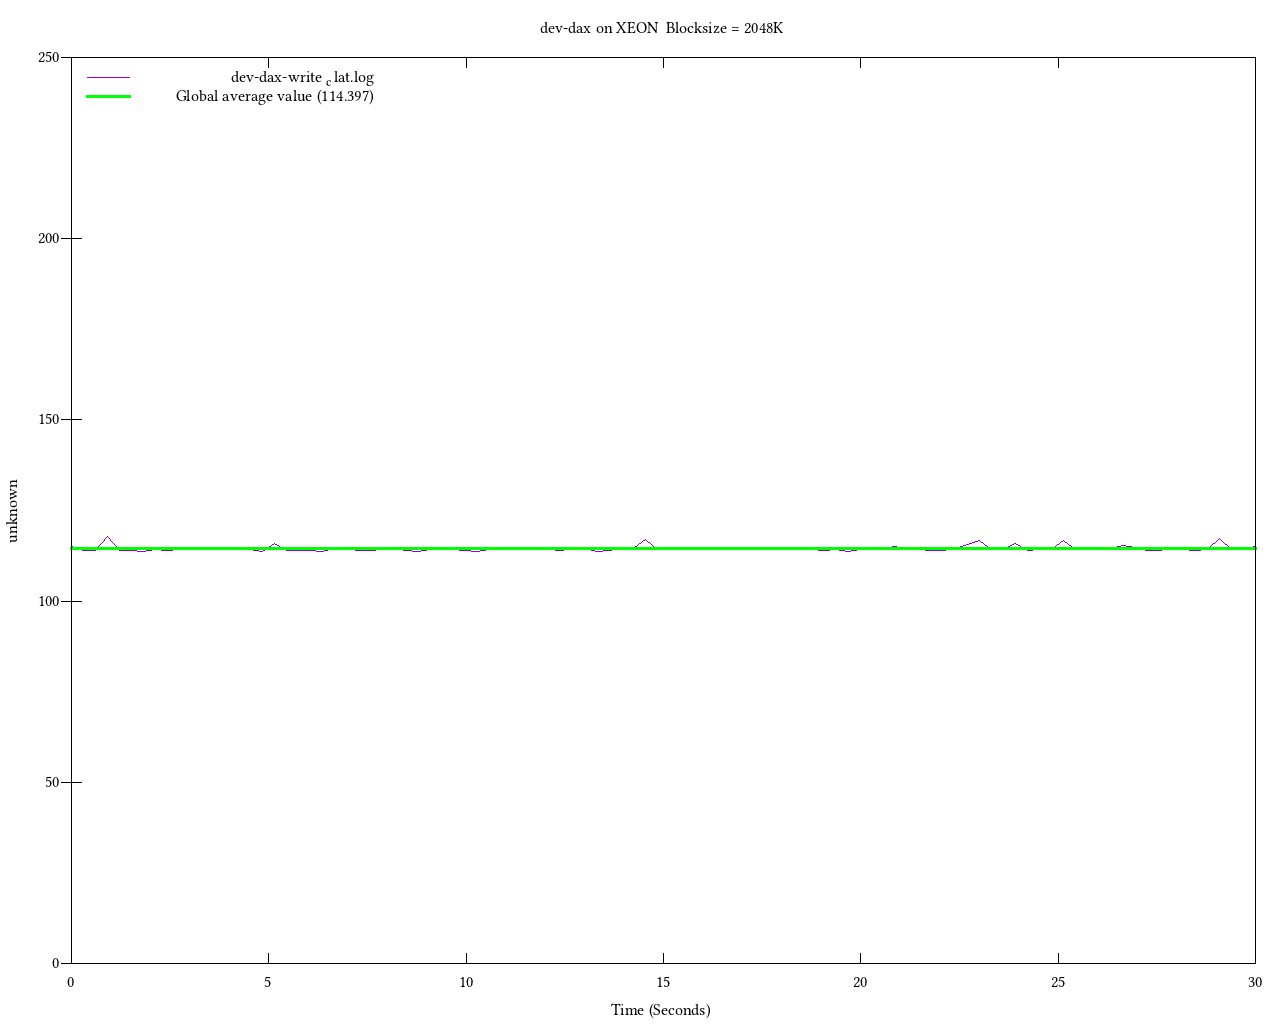 dev-dax on XEON Blocksize = 2048K
250
dev-dax-write clat.log
Global average value (114.397)
200
150
unknown
100
50
0
0 5 10 15 20 25 30
Time (Seconds)